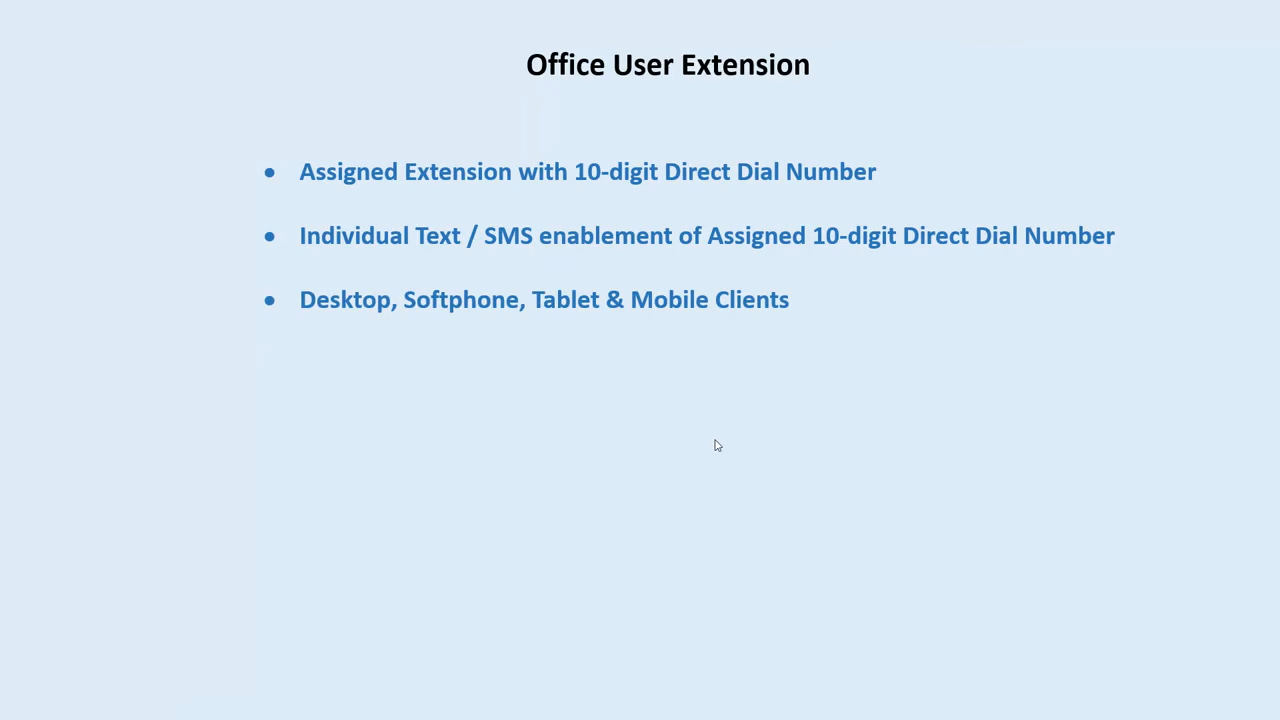 Office User Extension
● Assigned Extension with 10-digit Direct Dial Number
● Individual Text / SMS enablement of Assigned 10-digit Direct Dial Number
● Desktop, Softphone, Tablet & Mobile Clients